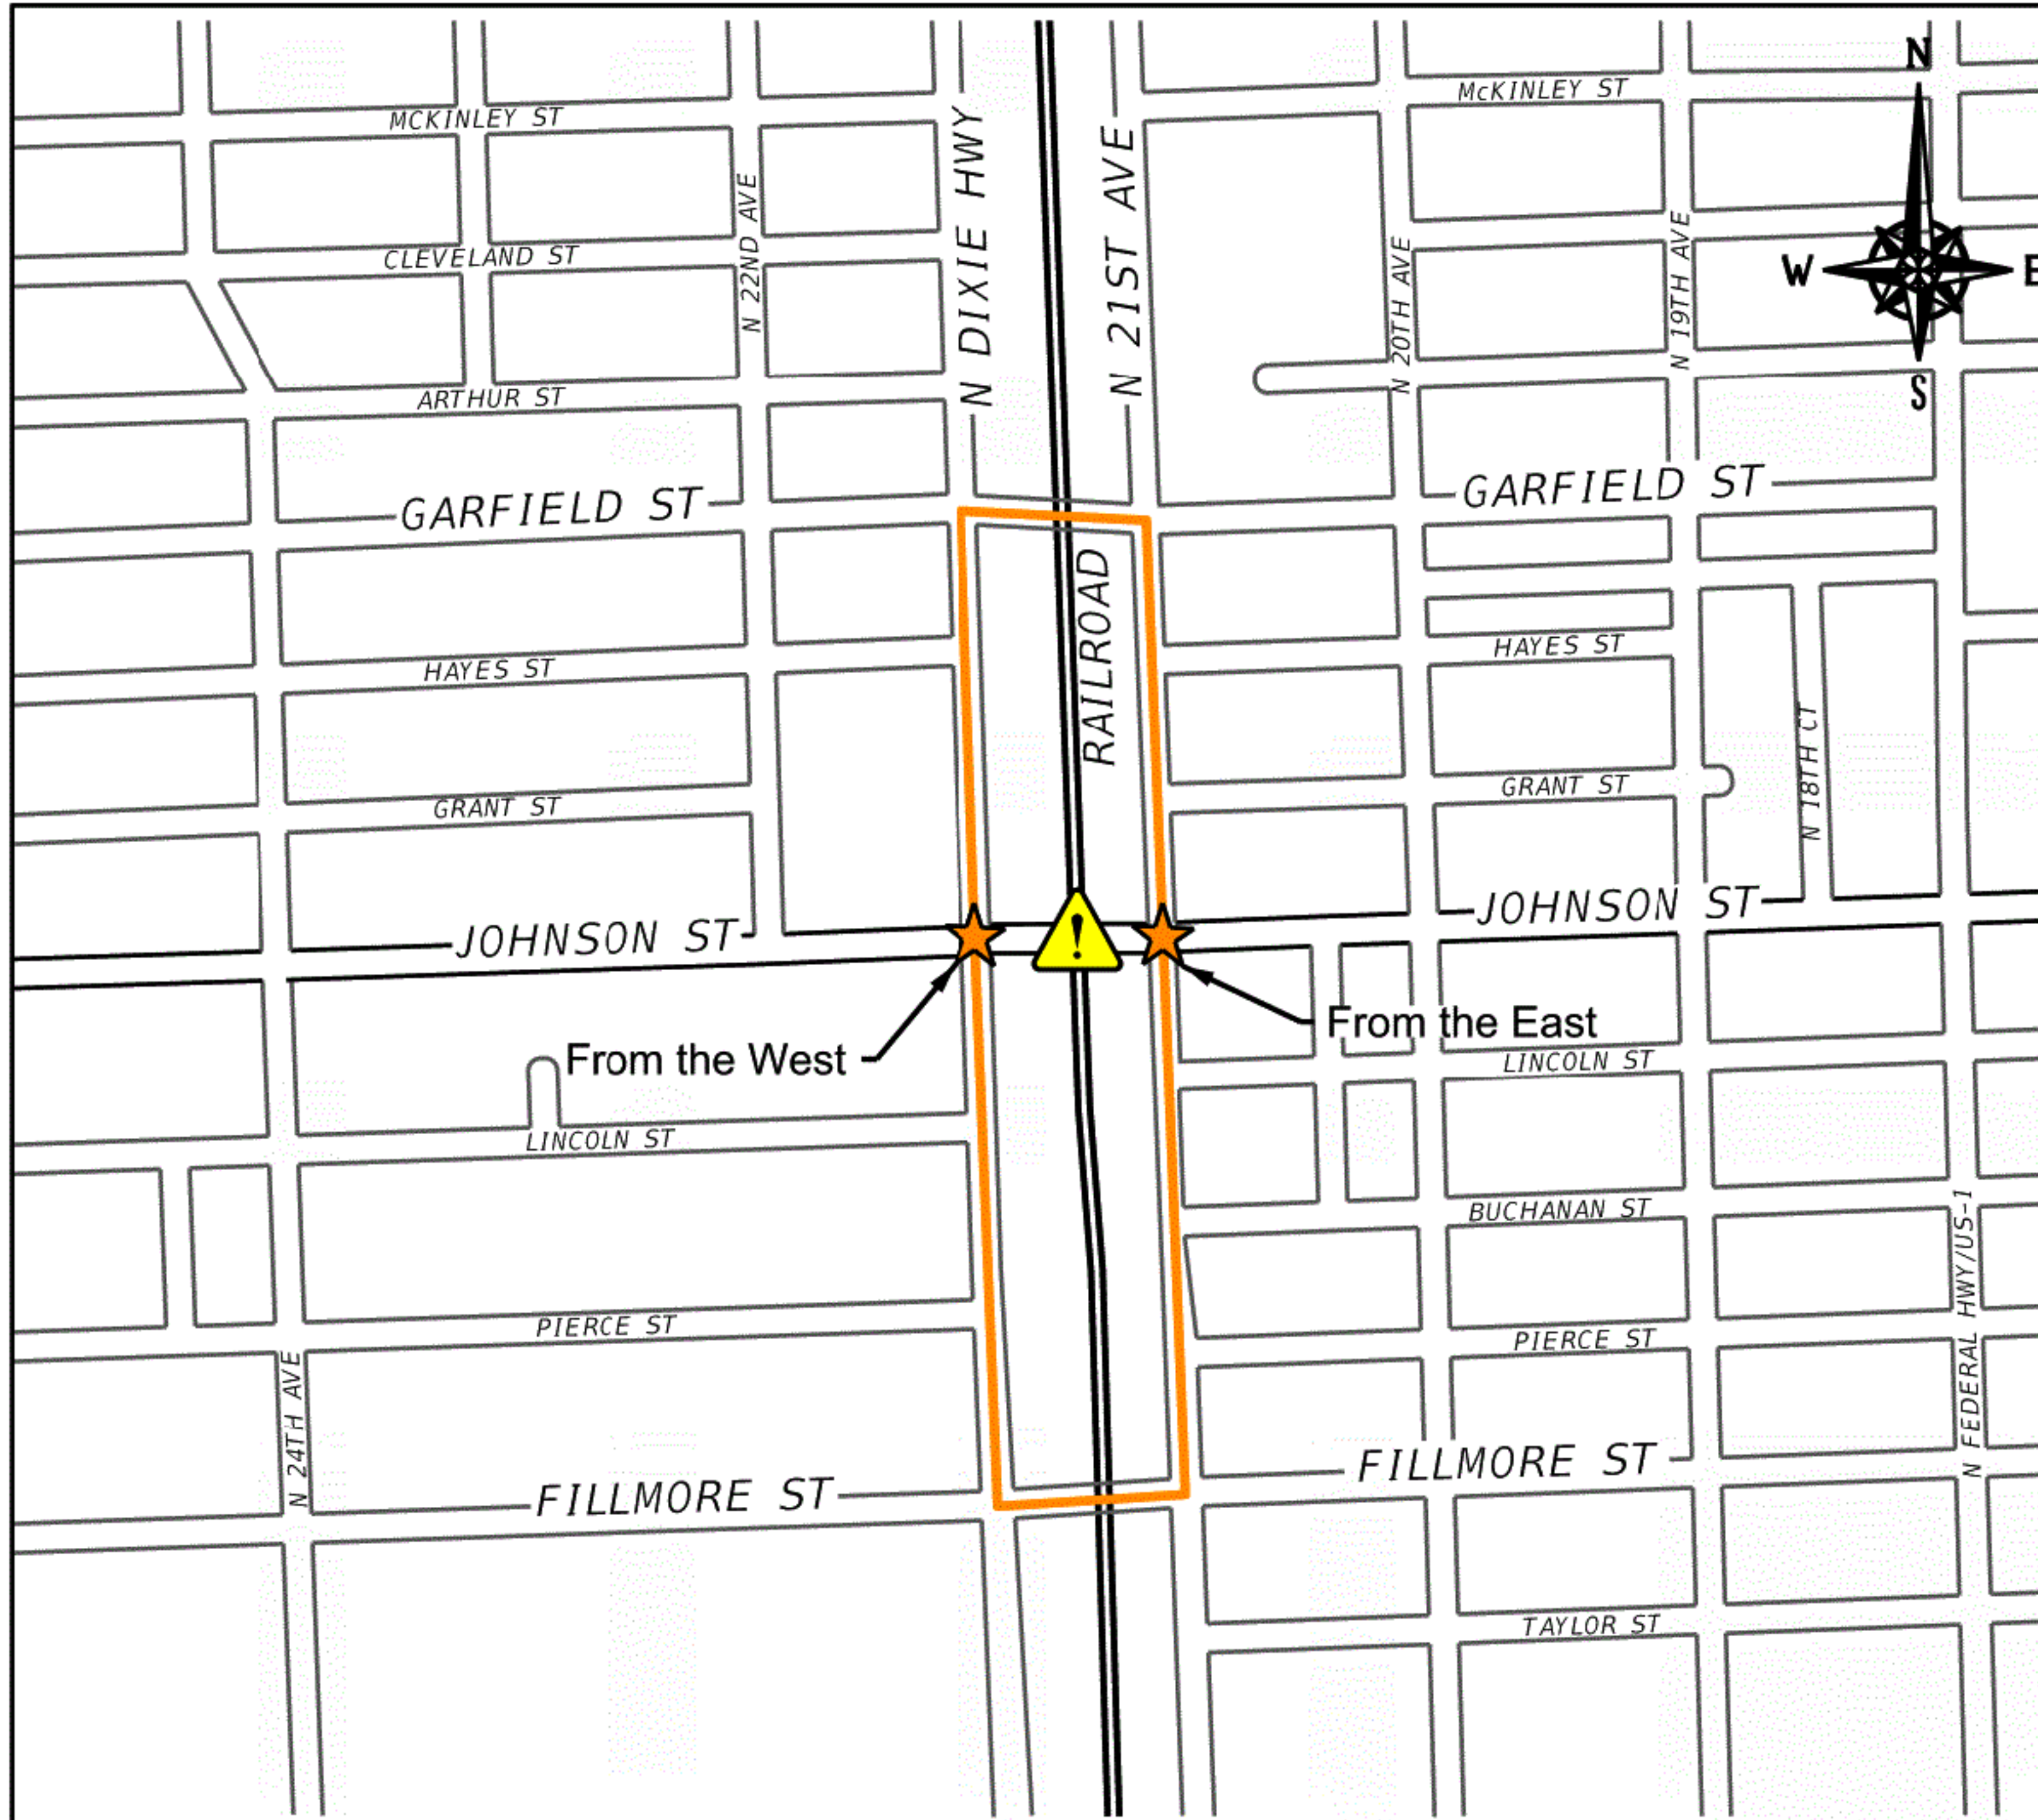 N
McKINLEY ST
MCKINLEY ST
N DIXIE HWY
N 21ST AVE
N 22ND AVE
N 20TH AVE
N 19TH AVE
W
E
S
CLEVELAND ST
ARTHUR ST
GARFIELD ST
GARFIELD ST
RAILROAD
HAYES ST
HAYES ST
GRANT ST
GRANT ST
N 18TH CT
JOHNSON ST
!
JOHNSON ST
From the West
From the East
LINCOLN ST
LINCOLN ST
BUCHANAN ST
N FEDERAL HWY/US-1
PIERCE ST
PIERCE ST
N 24TH AVE
FILLMORE ST
FILLMORE ST
TAYLOR ST